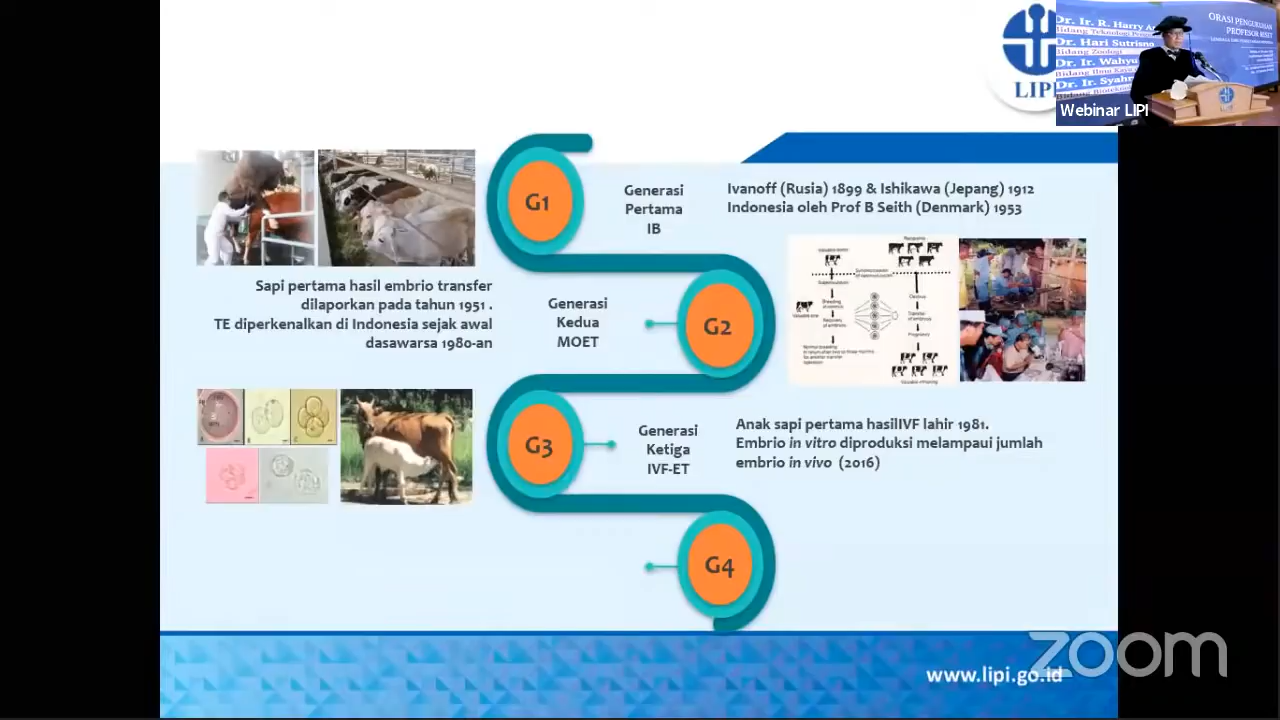 LIPI
Dr. Ir. R. Harry
Bidang Teknologi
Dr. Hari Sutrisno
Bidang Zoologi
Dr. Ir. Wahyu
Bidang Ilmu
Dr. Ir.
Bidang
ORASI PENGUKUHAN
PROFESOR RISET
Webinar LIPI
G1
Generasi
Pertama
IB
Ivanoff (Rusia) 1899 & Ishikawa (Jepang) 1912
Indonesia oleh Prof B Seith (Denmark) 1953
Sapi pertama hasil embrio transfer
dilaporkan pada tahun 1951 .
TE diperkenalkan di Indonesia sejak awal
dasawarsa 1980-an
Generasi
Kedua
MOET
G2
G3
Generasi
Ketiga
IVF-ET
Anak sapi pertama hasilIVF lahir 1981.
Embrio in vitro diproduksi melampaui jumlah
embrio in vivo (2016)
G4
www.lipi.go.id
zoom